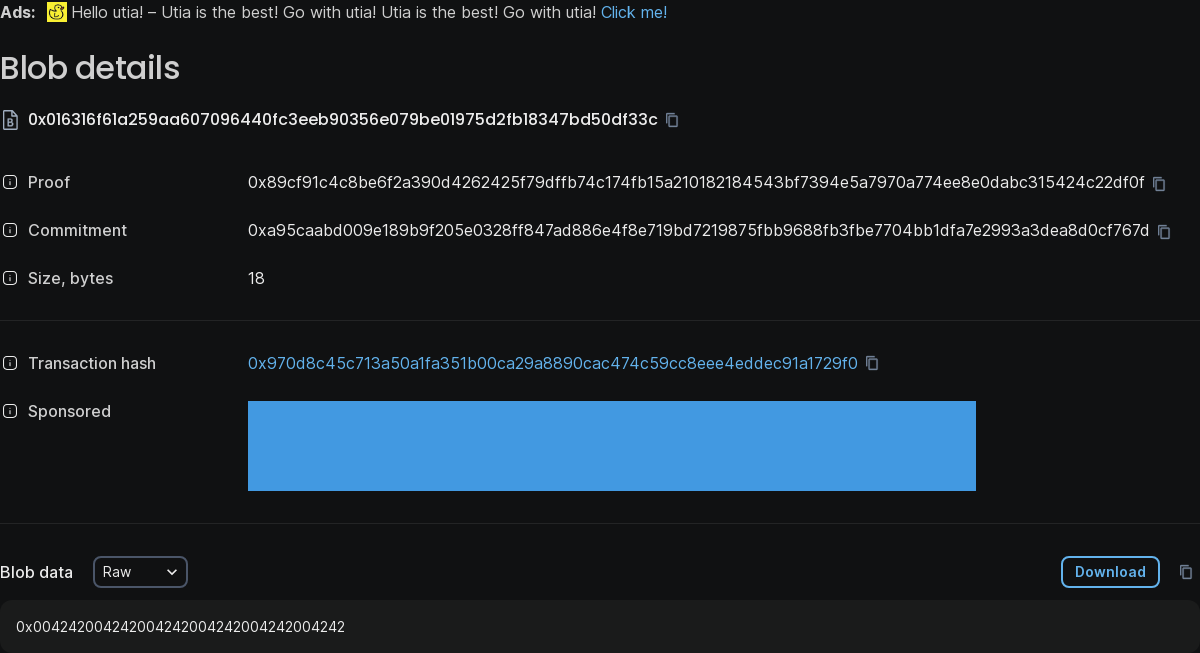 Ads: Hello utia! – Utia is the best! Go with utia! Utia is the best! Go with utia! Click me!
Blob details
0x016316f61a259aa607096440fc3eeb90356e079be01975d2fb18347bd50df33c
Proof 0x89cf91c4c8be6f2a390d4262425f79dffb74c174fb15a210182184543bf7394e5a7970a774ee8e0dabc315424c22df0f
Commitment 0xa95caabd009e189b9f205e0328ff847ad886e4f8e719bd7219875fbb9688fb3fbe7704bb1dfa7e2993a3dea8d0cf767d
Size, bytes 18
Transaction hash 0x970d8c45c713a50a1fa351b00ca29a8890cac474c59cc8eee4eddec91a1729f0
Sponsored
Blob data Raw Download
0x004242004242004242004242004242004242